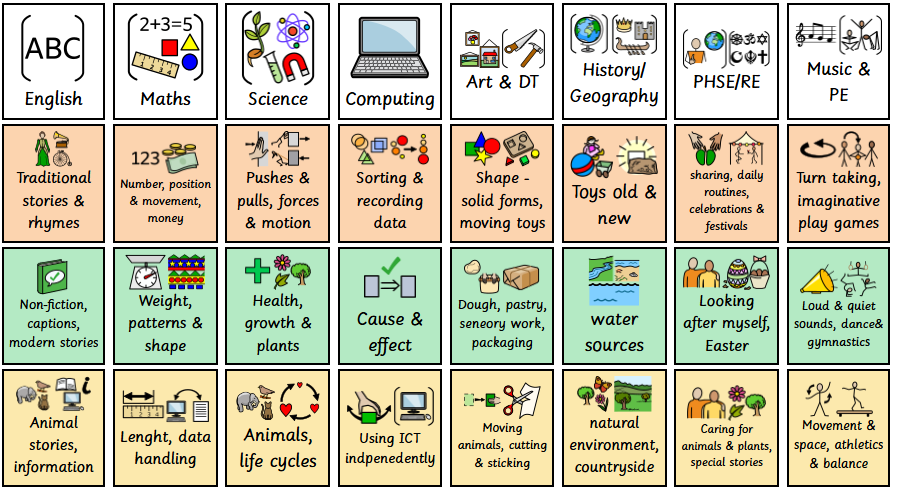 ABC
English
2+3=5
Maths
Science
Computing
Art & DT
History/
Geography
PHSE/RE
Music &
PE
Traditional
stories &
rhymes
123
Number, position
& movement,
money
Pushes &
pulls, forces
& motion
Sorting &
recording
data
Shape -
solid forms,
moving toys
Toys old &
new
sharing, daily
routines,
celebrations &
festivals
Turn taking,
imaginative
play games
Non-fiction,
captions,
modern stories
Weight,
patterns &
shape
Health,
growth &
plants
Cause &
effect
Dough, pastry,
seneory work,
packaging
water
sources
Looking
after myself,
Easter
Loud & quiet
sounds, dance&
gymnastics
i
Animal
stories,
information
Lenght, data
handling
Animals,
life cycles
Using ICT
indpenedently
Moving
animals, cutting
& sticking
natural
environment,
countryside
Caring for
animals & plants,
special stories
Movement &
space, athletics
& balance